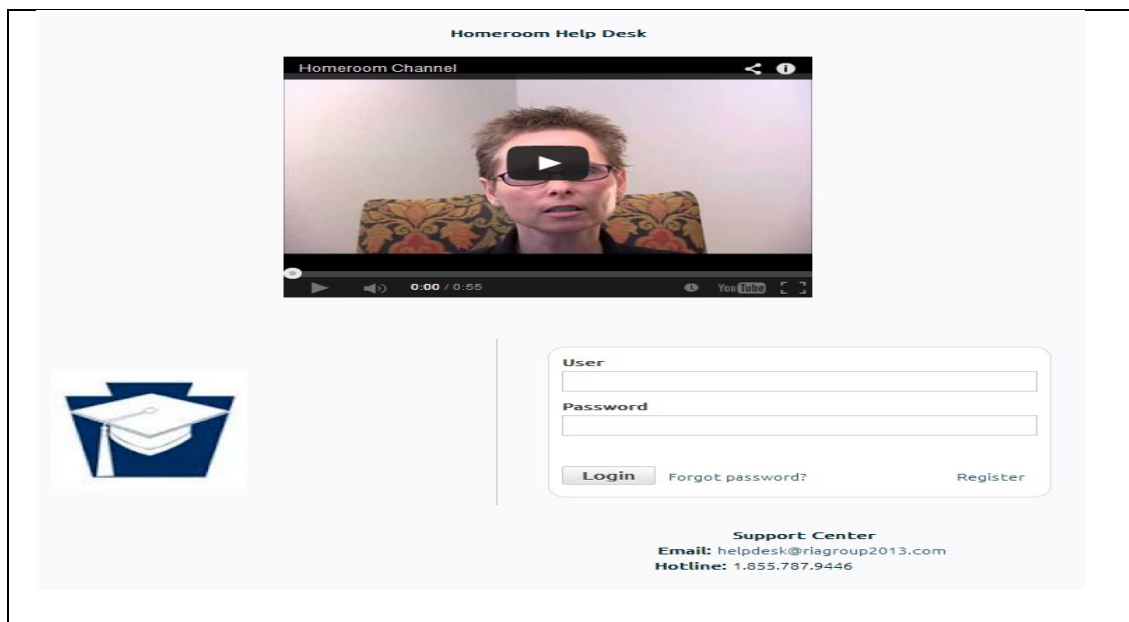 Homeroom Help Desk
Homeroom Channel
0:00 / 0:55
YouTube
User
Password
Login Forgot password? Register
Support Center
Email: helpdesk@riagroup2013.com
Hotline: 1.855.787.9446